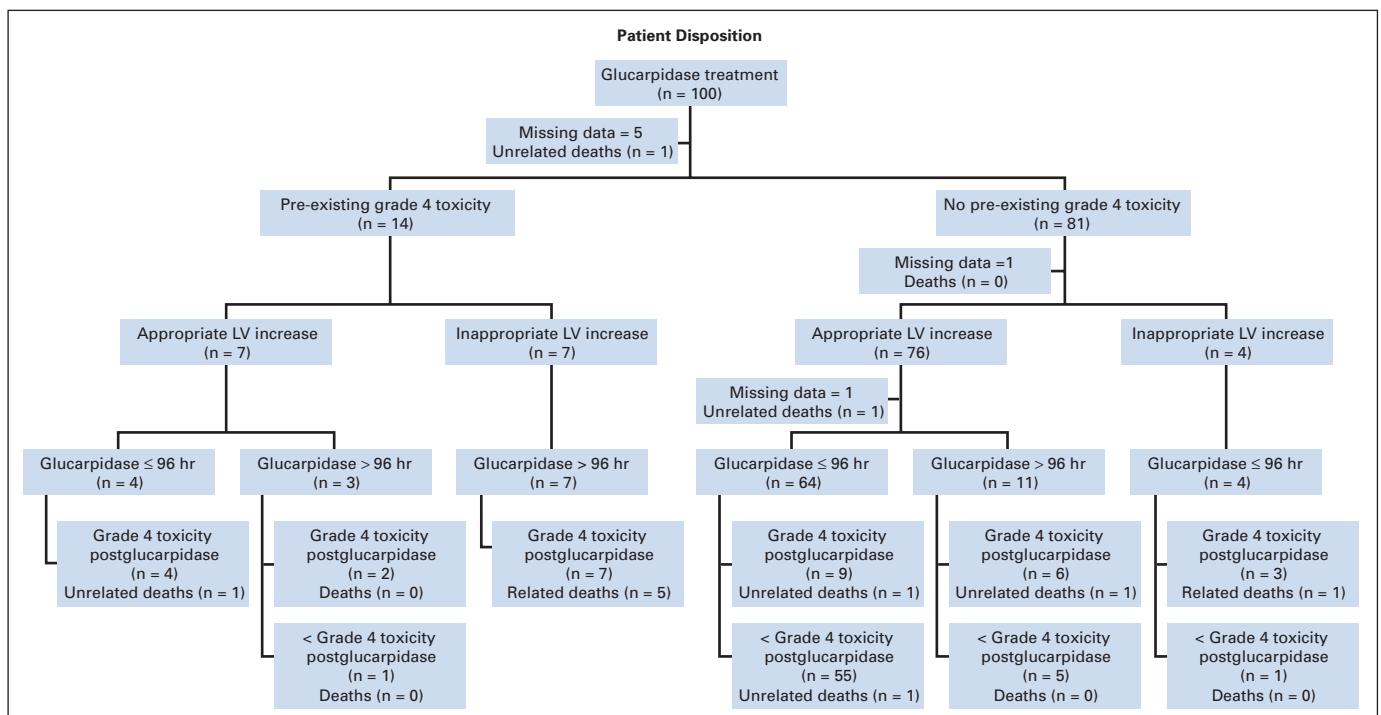 Patient Disposition
Glucarpidase treatment
(n = 100)
Missing data = 5
Unrelated deaths (n = 1)
Pre-existing grade 4 toxicity
(n = 14)
No pre-existing grade 4 toxicity
(n = 81)
Missing data =1
Deaths (n = 0)
Appropriate LV increase
(n = 7)
Inappropriate LV increase
(n = 7)
Appropriate LV increase
(n = 76)
Inappropriate LV increase
(n = 4)
Missing data = 1
Unrelated deaths (n = 1)
Glucarpidase ≤ 96 hr
(n = 4)
Glucarpidase > 96 hr
(n = 3)
Glucarpidase > 96 hr
(n = 7)
Glucarpidase ≤ 96 hr
(n = 64)
Glucarpidase > 96 hr
(n = 11)
Glucarpidase ≤ 96 hr
(n = 4)
Grade 4 toxicity
postglucarpidase
(n = 4)
Unrelated deaths (n = 1)
Grade 4 toxicity
postglucarpidase
(n = 2)
Deaths (n = 0)
Grade 4 toxicity
postglucarpidase
(n = 7)
Related deaths (n = 5)
Grade 4 toxicity
postglucarpidase
(n = 9)
Unrelated deaths (n = 1)
Grade 4 toxicity
postglucarpidase
(n = 6)
Unrelated deaths (n = 1)
Grade 4 toxicity
postglucarpidase
(n = 3)
Related deaths (n = 1)
< Grade 4 toxicity
postglucarpidase
(n = 1)
Deaths (n = 0)
< Grade 4 toxicity
postglucarpidase
(n = 55)
Unrelated deaths (n = 1)
< Grade 4 toxicity
postglucarpidase
(n = 5)
Deaths (n = 0)
< Grade 4 toxicity
postglucarpidase
(n = 1)
Deaths (n = 0)